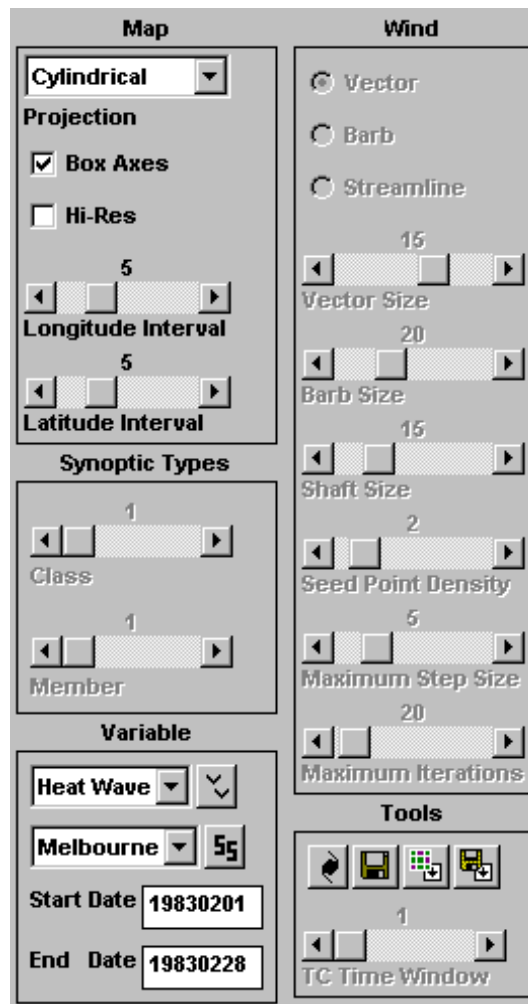 Map
Cylindrical
Projection
Box Axes
Hi-Res
5
Longitude Interval
5
Latitude Interval
Synoptic Types
1
Class
1
Member
Variable
Heat Wave
Melbourne
Start Date 19830201
End Date 19830228
Wind
Vector
Barb
Streamline
15
Vector Size
20
Barb Size
15
Shaft Size
2
Seed Point Density
5
Maximum Step Size
20
Maximum Iterations
Tools
1
TC Time Window